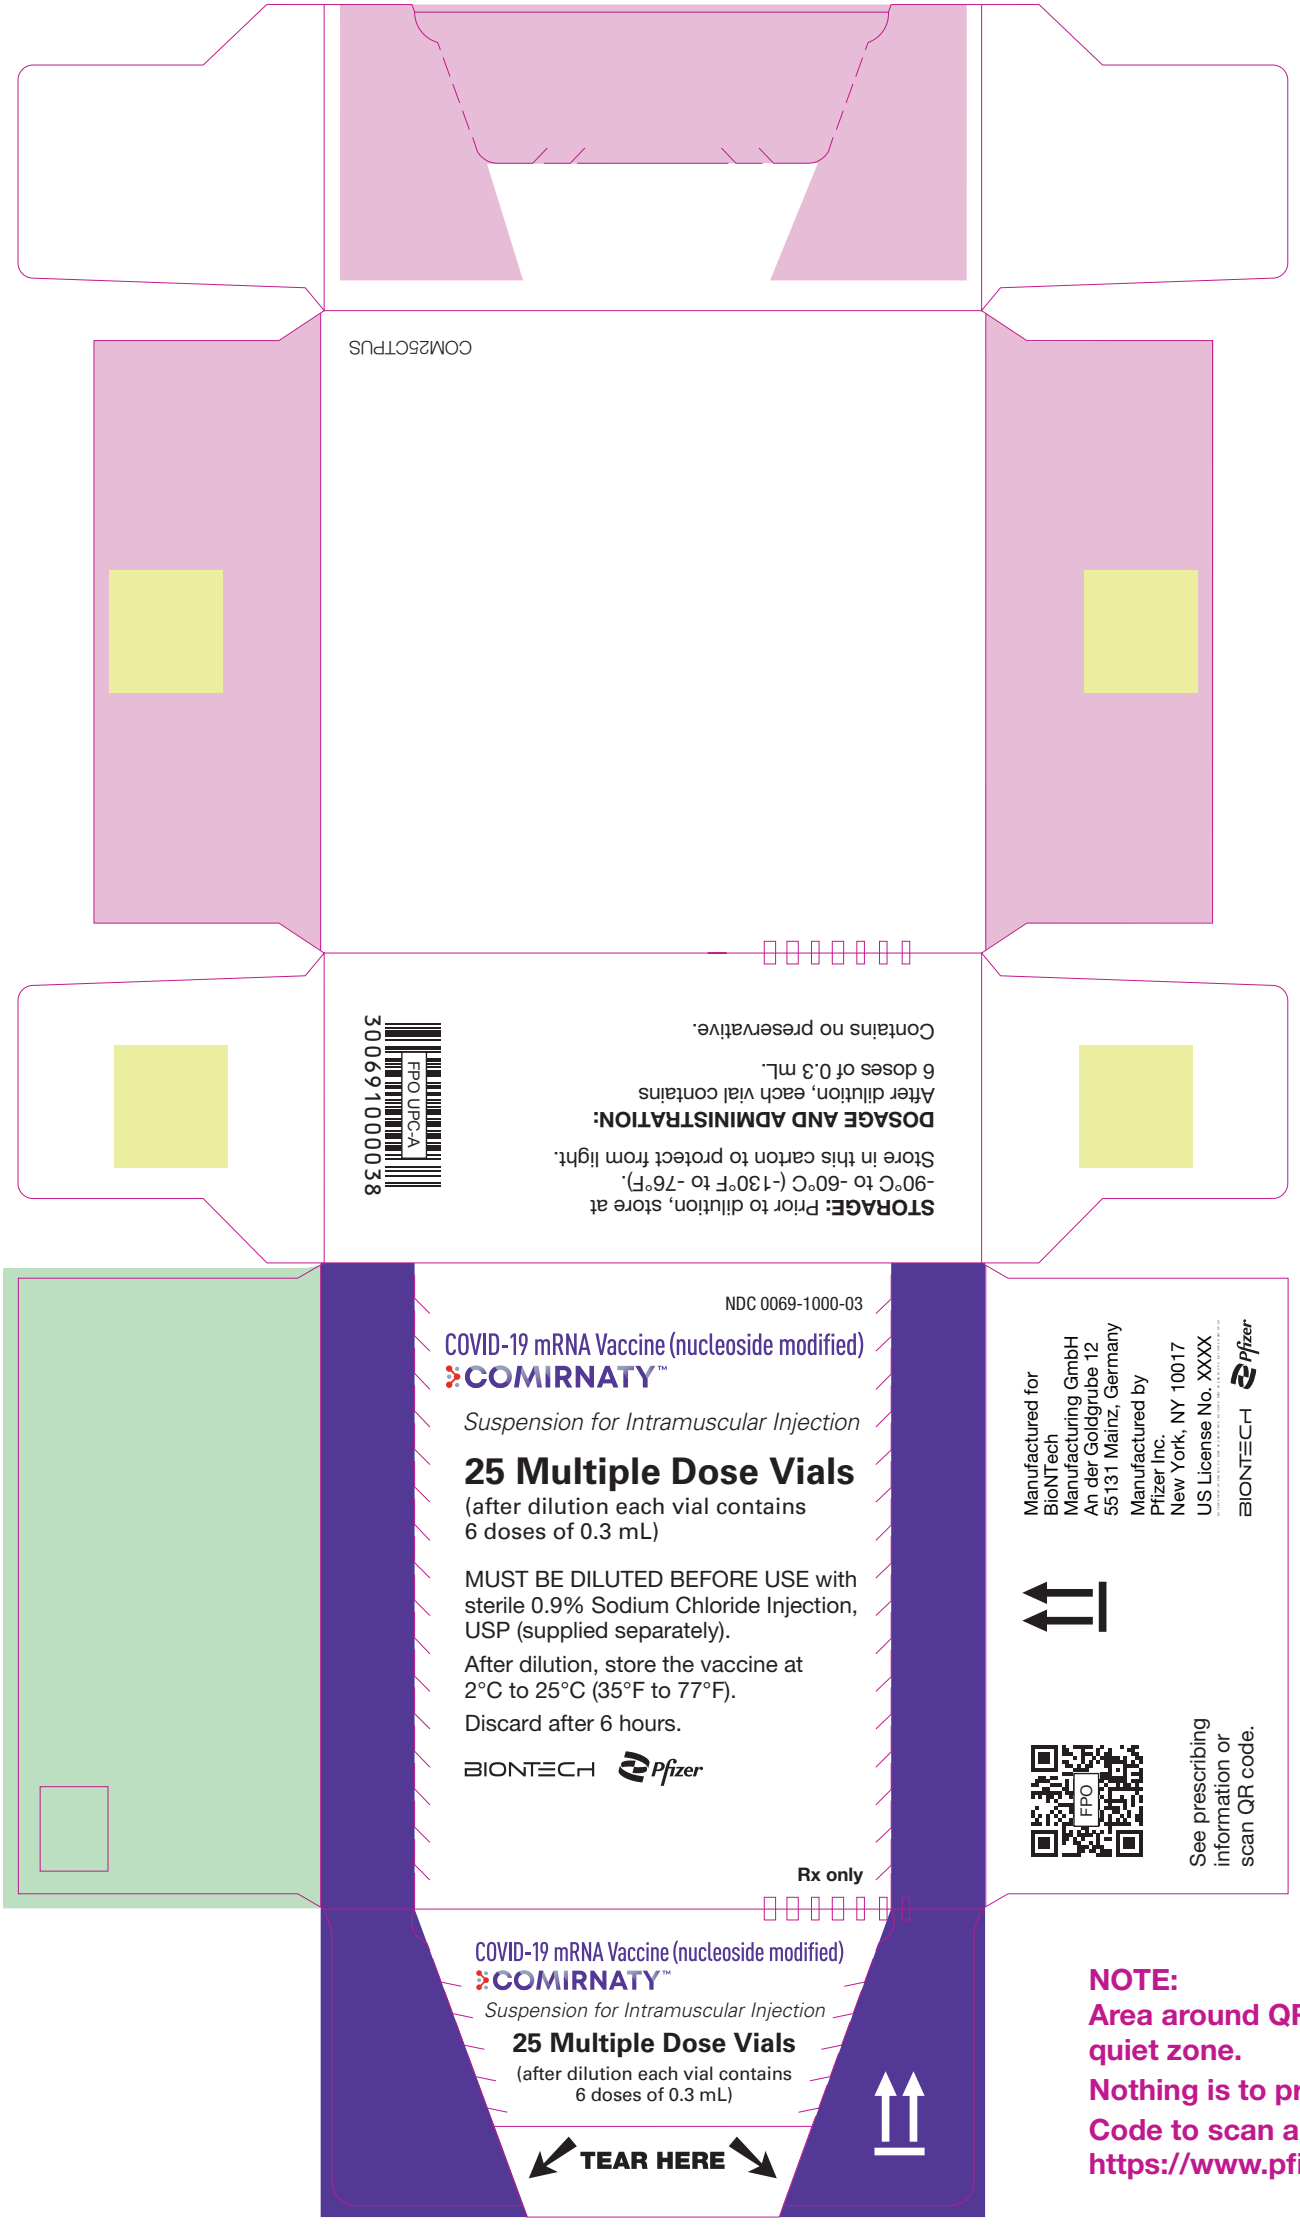 COM25CTPUS
STORAGE: Prior to dilution, store at
-90°C to -60°C (-130°F to -76°F).
Store in this carton to protect from light.
DOSAGE AND ADMINISTRATION:
After dilution, each vial contains
6 doses of 0.3 mL.
Contains no preservative.
FPO UPC-A
300691000038
NDC 0069-1000-03
COVID-19 mRNA Vaccine (nucleoside modified)
COMIRNATY™
Suspension for Intramuscular Injection
25 Multiple Dose Vials
(after dilution each vial contains
6 doses of 0.3 mL)
MUST BE DILUTED BEFORE USE with
sterile 0.9% Sodium Chloride Injection,
USP (supplied separately).
After dilution, store the vaccine at
2°C to 25°C (35°F to 77°F).
Discard after 6 hours.
BIONTECH Pfizer
Rx only
Manufactured for
BioNTech
Manufacturing GmbH
An der Goldgrube 12
55131 Mainz, Germany
Manufactured by
Pfizer Inc.
New York, NY 10017
US License No. XXXX
BIONTECH Pfizer
FPO
See prescribing
information or
scan QR code.
COVID-19 mRNA Vaccine (nucleoside modified)
COMIRNATY™
Suspension for Intramuscular Injection
25 Multiple Dose Vials
(after dilution each vial contains
6 doses of 0.3 mL)
TEAR HERE
NOTE:
Area around QR
quiet zone.
Nothing is to pr
Code to scan a
https://www.pfi